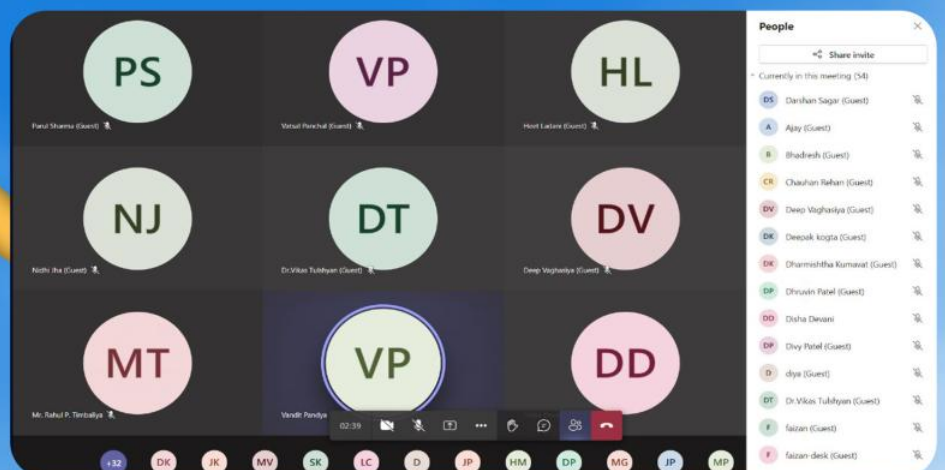 PS
VP
HL
Parul Sharma (Guest)
Vatsal Panchal (Guest)
Heet Ladani (Guest)
NJ
DT
DV
Nidhi Jha (Guest)
Dr.Vikas Tulshyan (Guest)
Deep Vaghasiya (Guest)
MT
VP
DD
Mr. Rahul P. Timbaliya
Vandit Pandya
02:39
+32
DK
JK
MV
SK
LC
D
JP
HM
DP
MG
JP
MP
People
Share invite
Currently in this meeting (54)
DS Darshan Sagar (Guest)
A Ajay (Guest)
B Bhadresh (Guest)
CR Chauhan Rehan (Guest)
DV Deep Vaghasiya (Guest)
DK Deepak kogta (Guest)
DK Dharmishtha Kumavat (Guest)
DP Dhruvin Patel (Guest)
DD Disha Devani
DP Divy Patel (Guest)
D diya (Guest)
DT Dr.Vikas Tulshyan (Guest)
F faizan (Guest)
F faizan-desk (Guest)